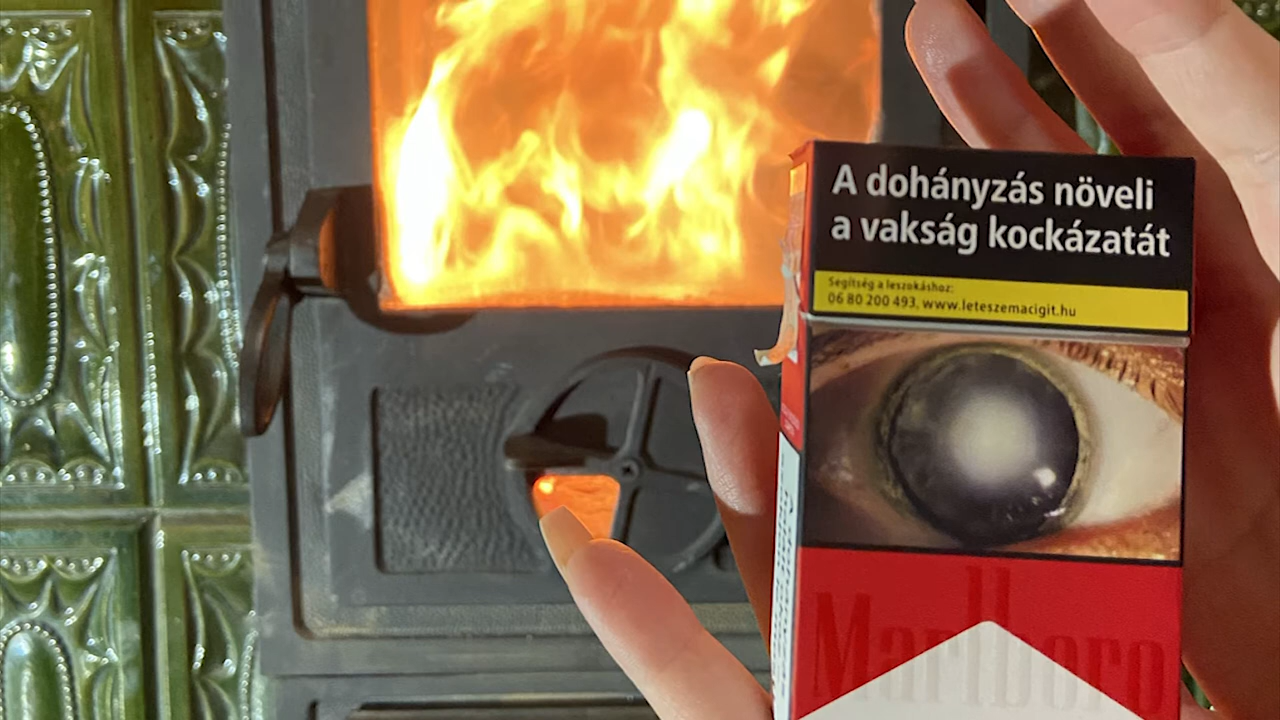 A dohányzás növeli
a vakság kockázatát
Segítség a leszokáshoz:
06 80 200 493, www.leteszemacigit.hu
Marlboro